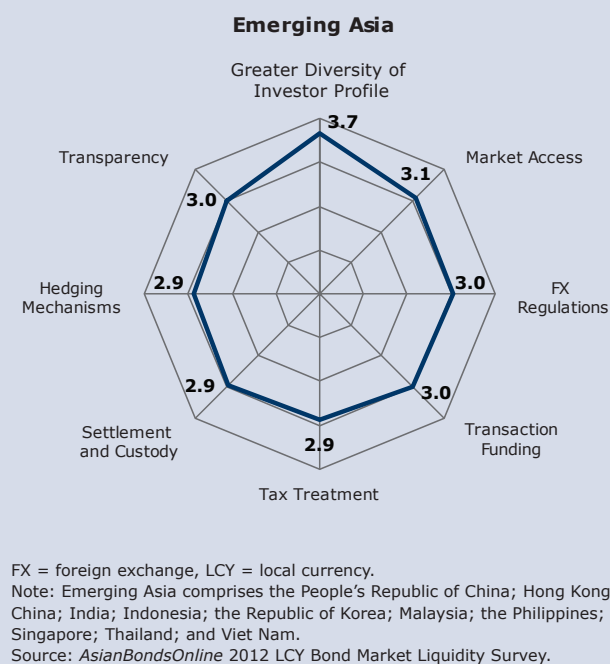 Emerging Asia
Greater Diversity of
Investor Profile
3.7
Transparency
Market Access
3.1
3.0
Hedging
Mechanisms
2.9
3.0
FX
Regulations
2.9
3.0
Settlement
and Custody
2.9
Transaction
Funding
Tax Treatment
FX = foreign exchange, LCY = local currency.
Note: Emerging Asia comprises the People’s Republic of China; Hong Kong,
China; India; Indonesia; the Republic of Korea; Malaysia; the Philippines;
Singapore; Thailand; and Viet Nam.
Source: AsianBondsOnline 2012 LCY Bond Market Liquidity Survey.